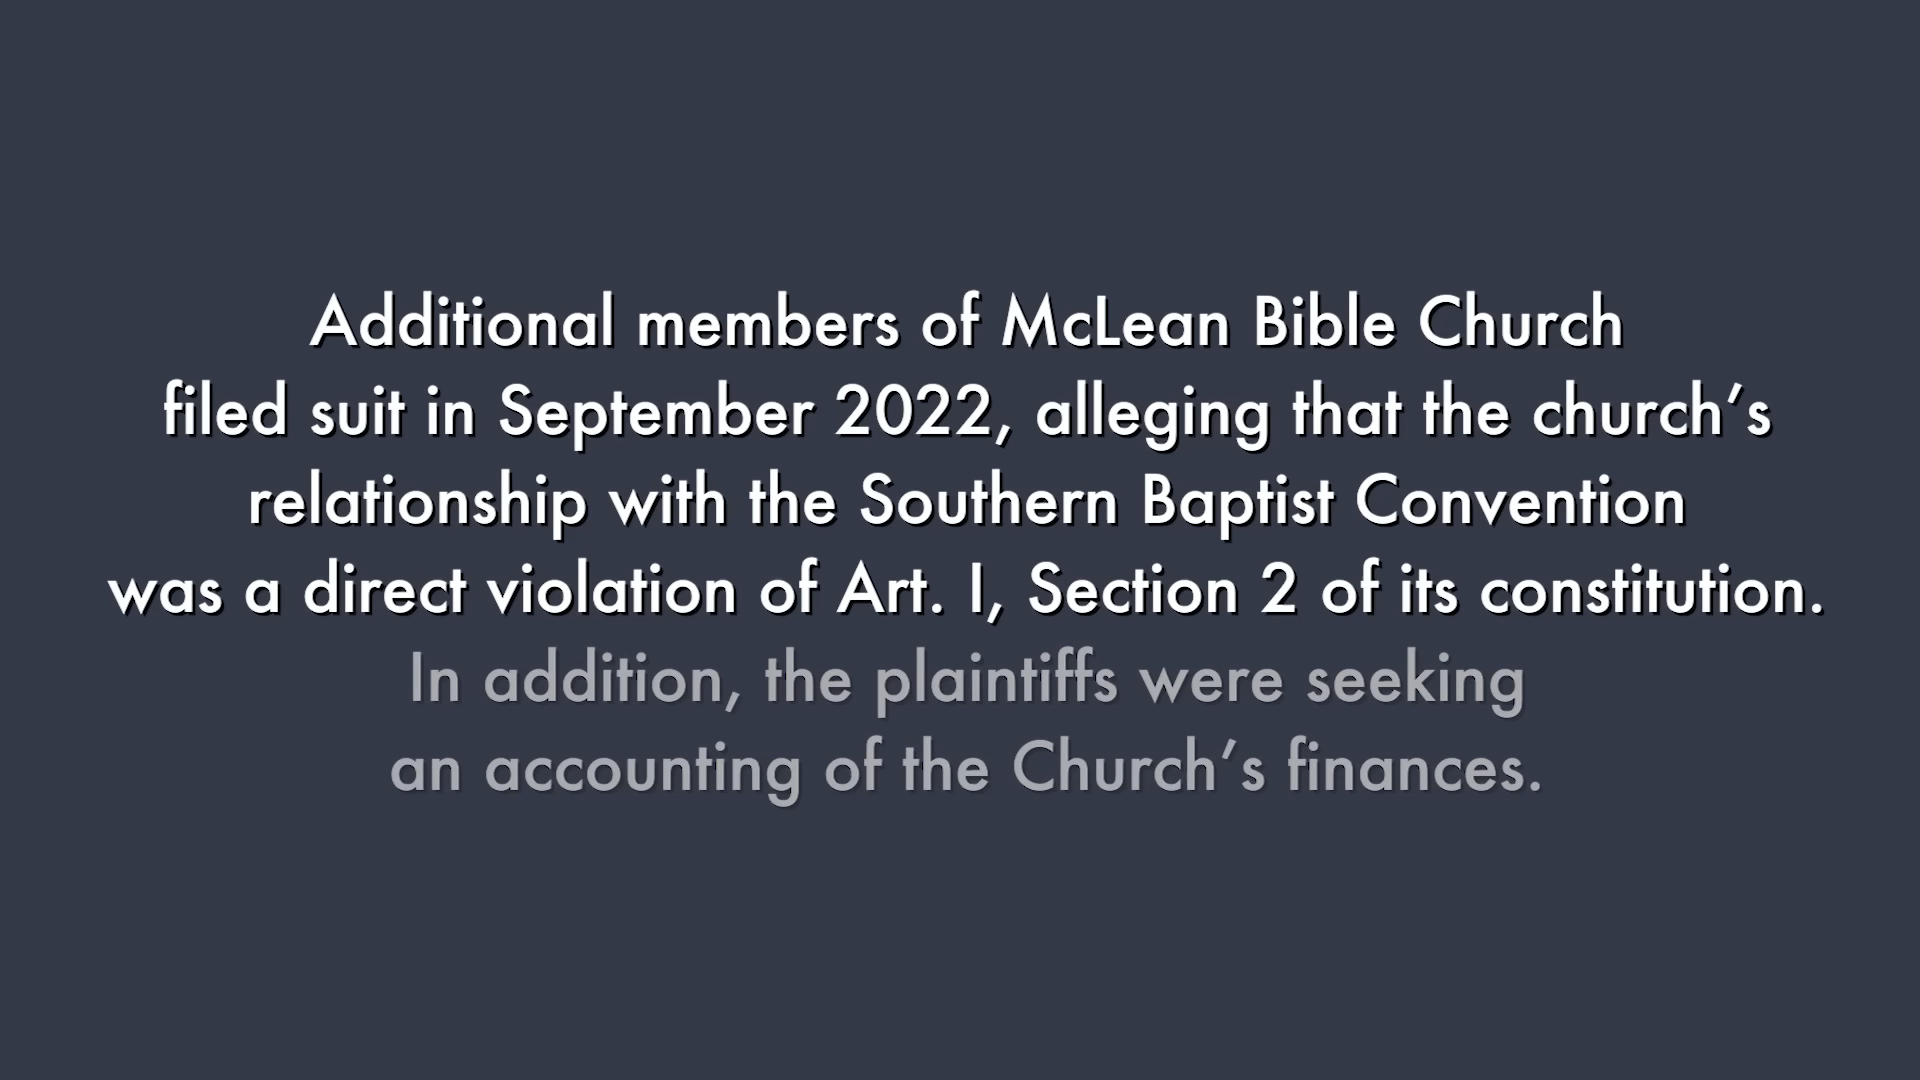 Additional members of McLean Bible Church
filed suit in September 2022, alleging that the church’s
relationship with the Southern Baptist Convention
was a direct violation of Art. I, Section 2 of its constitution.
In addition, the plaintiffs were seeking
an accounting of the Church’s finances.